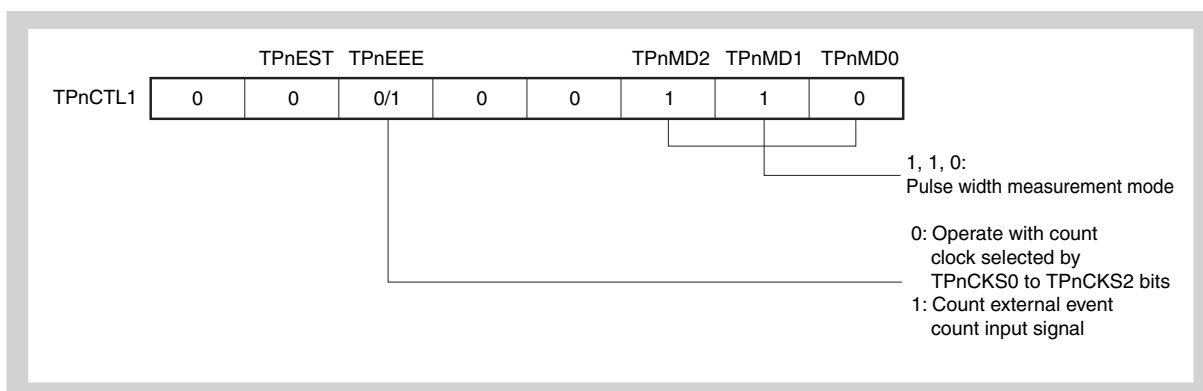 TPnEST TPnEEE TPnMD2 TPnMD1 TPnMD0
TPnCTL1 0 0 0/1 0 0 1 1 0
1, 1, 0:
Pulse width measurement mode
0: Operate with count
clock selected by
TPnCKS0 to TPnCKS2 bits
1: Count external event
count input signal